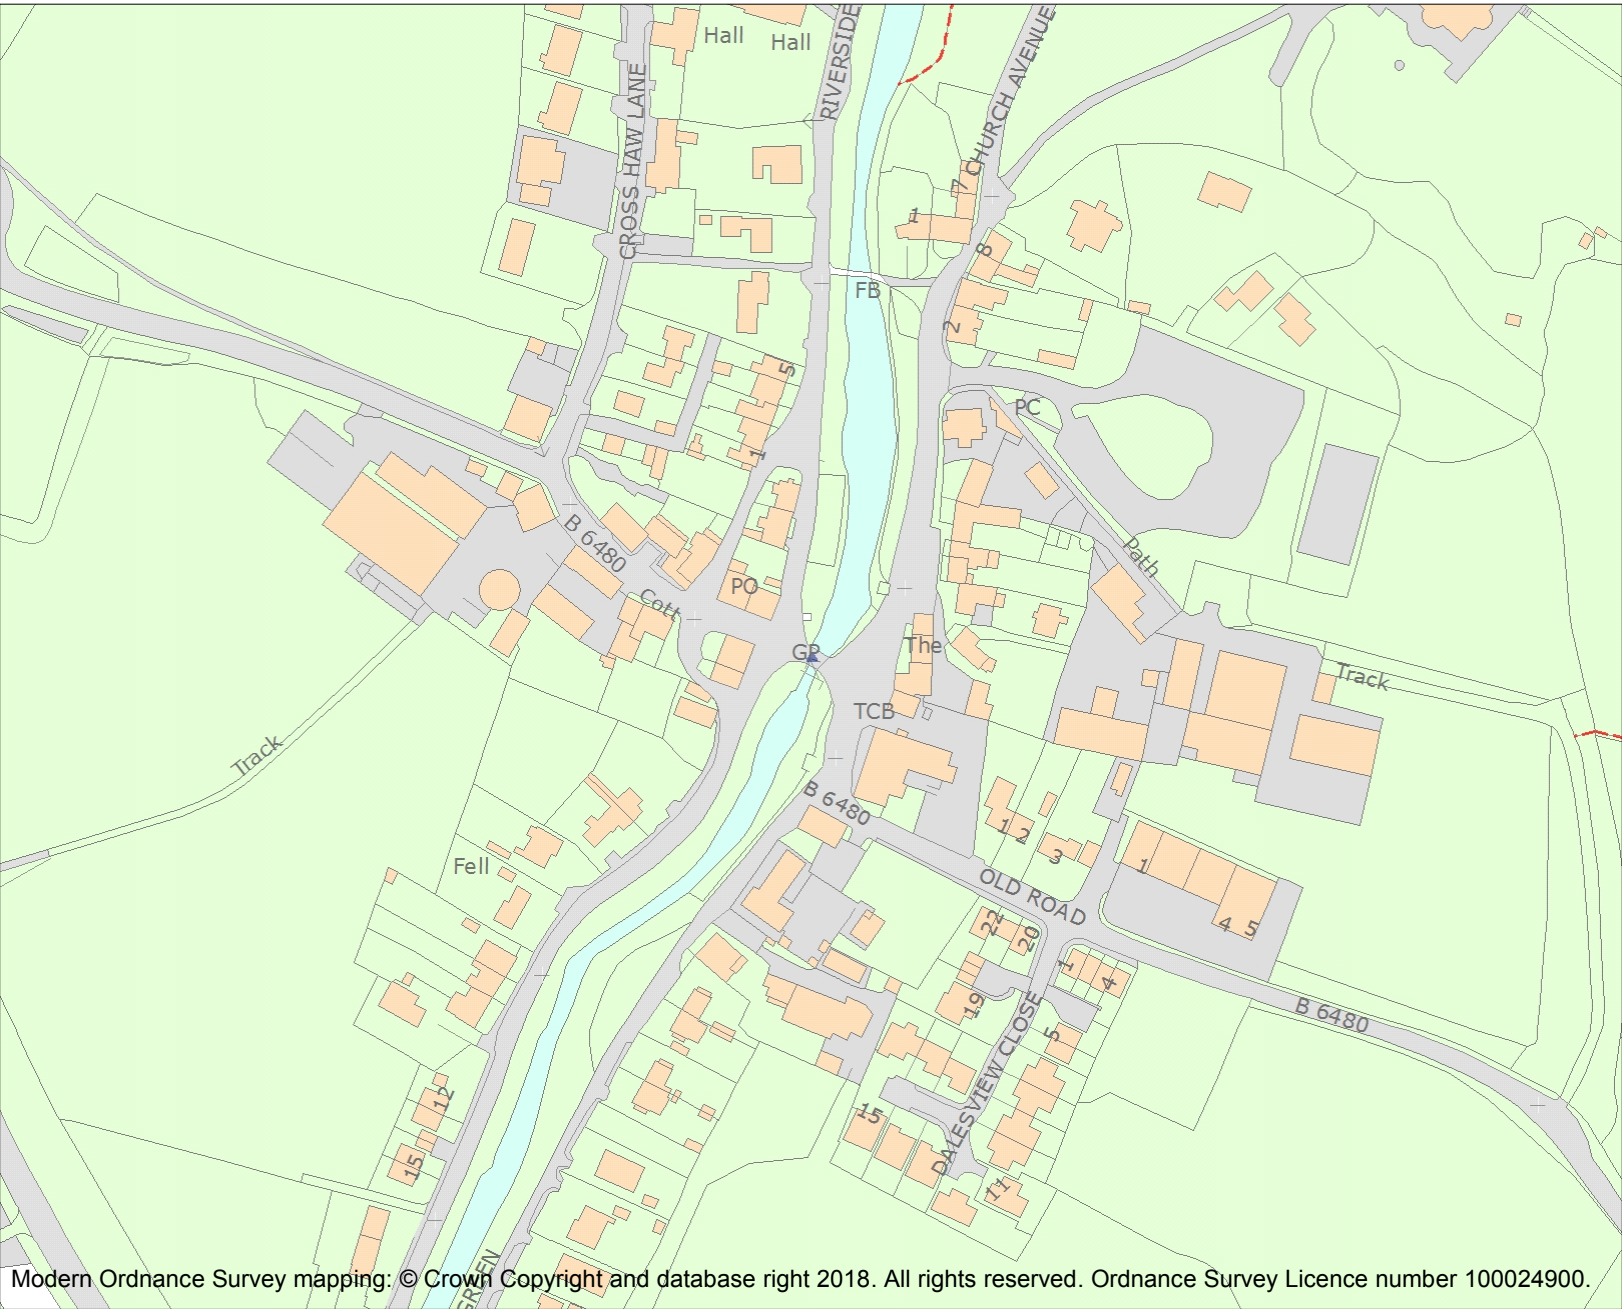 Hall
Hall
RIVERSIDE
CHURCH AVENUE
CROSS HAW LANE
7
1
8
FB
2
5
PC
1
B 6480
Path
PO
Cott
GP
The
Track
TCB
Track
B 6480
1 2
3
Fell
1
OLD ROAD
4 5
22
20
1
4
19
B 6480
5
DALESVIEW CLOSE
12
15
15
11
GREEN
Modern Ordnance Survey mapping: © Crown Copyright and database right 2018. All rights reserved. Ordnance Survey Licence number 100024900.